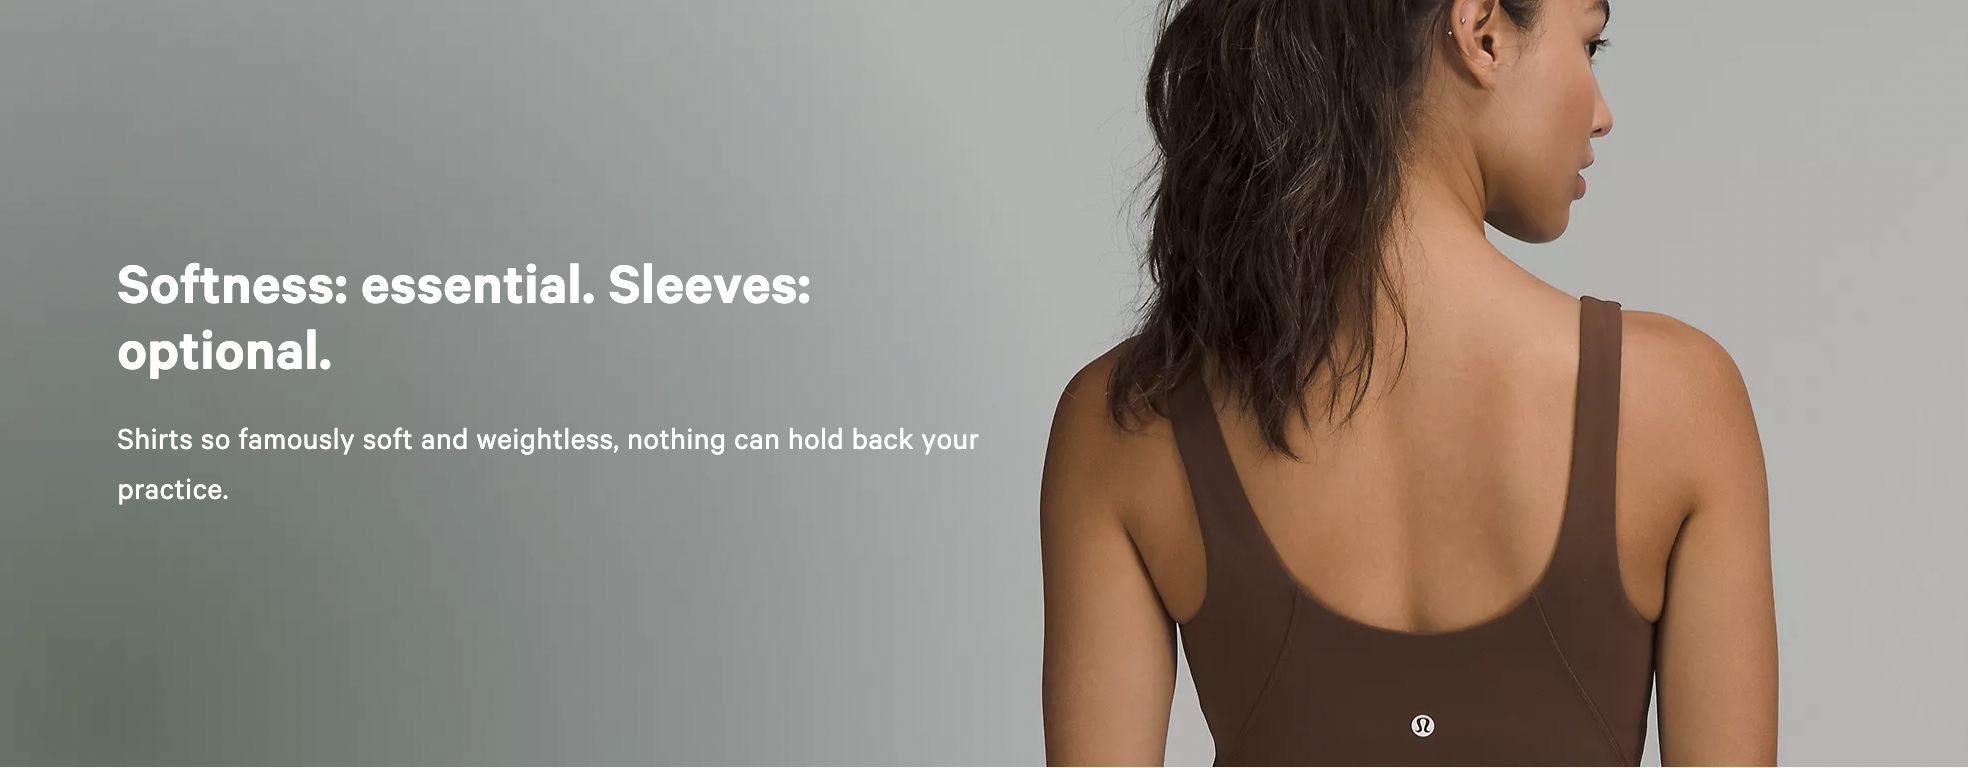 Softness: essential. Sleeves:
optional.
Shirts so famously soft and weightless, nothing can hold back your
practice.